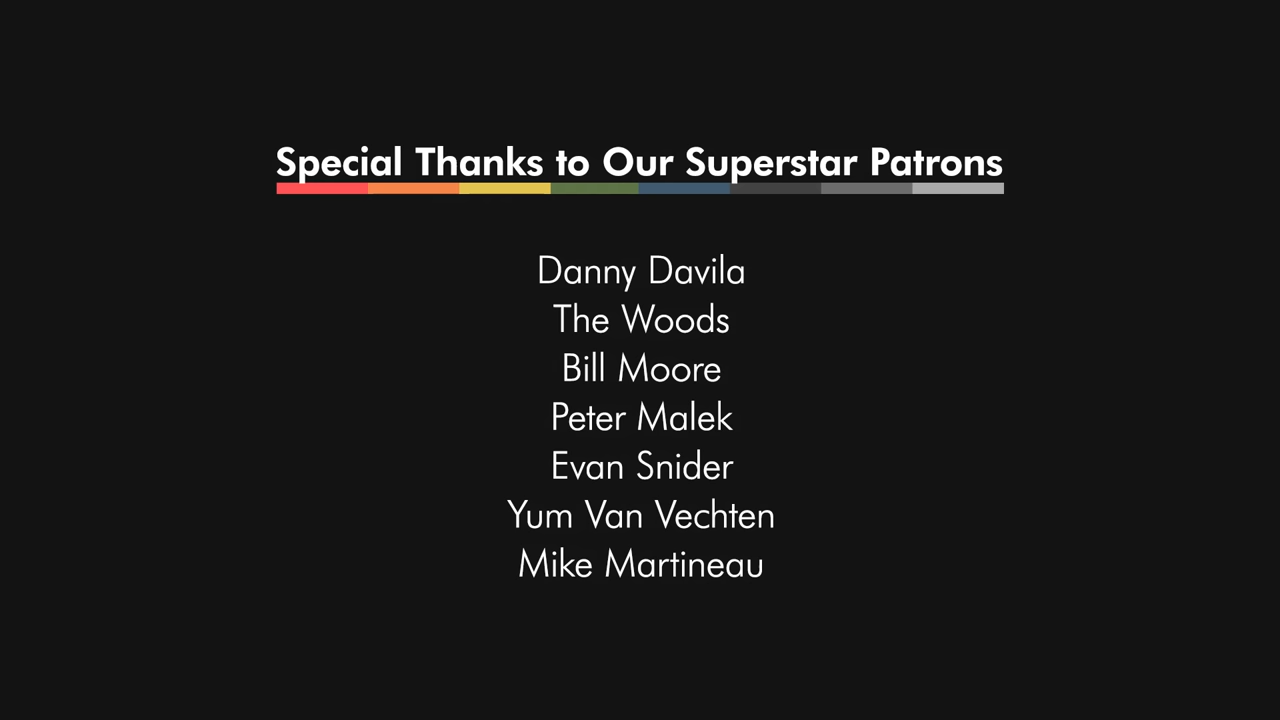 Special Thanks to Our Superstar Patrons
Danny Davila
The Woods
Bill Moore
Peter Malek
Evan Snider
Yum Van Vechten
Mike Martineau